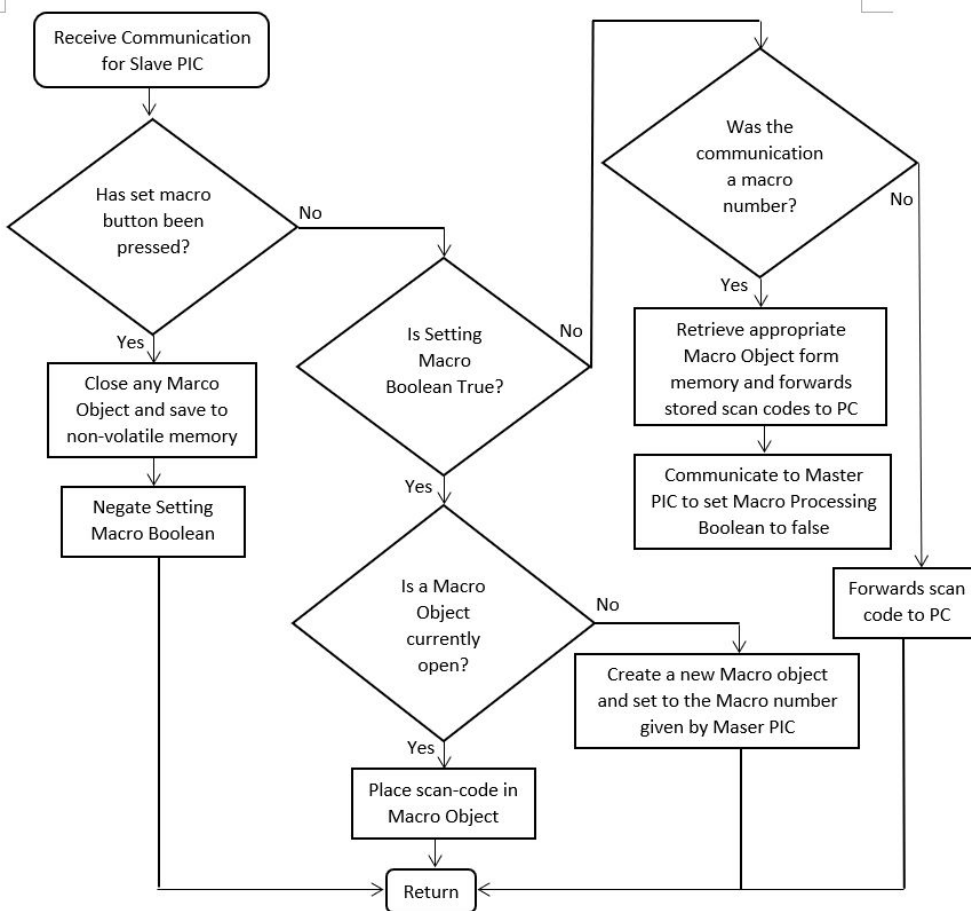 Receive Communication
for Slave PIC
Has set macro
button been
pressed?
No
Yes
Close any Marco
Object and save to
non-volatile memory
Negate Setting
Macro Boolean
Is Setting
Macro
Boolean True?
No
Yes
Is a Macro
Object
currently
open?
No
Yes
Place scan-code in
Macro Object
Create a new Macro object
and set to the Macro number
given by Maser PIC
Was the
communication
a macro
number?
No
Yes
Retrieve appropriate
Macro Object form
memory and forwards
stored scan codes to PC
Communicate to Master
PIC to set Macro Processing
Boolean to false
Forwards scan
code to PC
Return